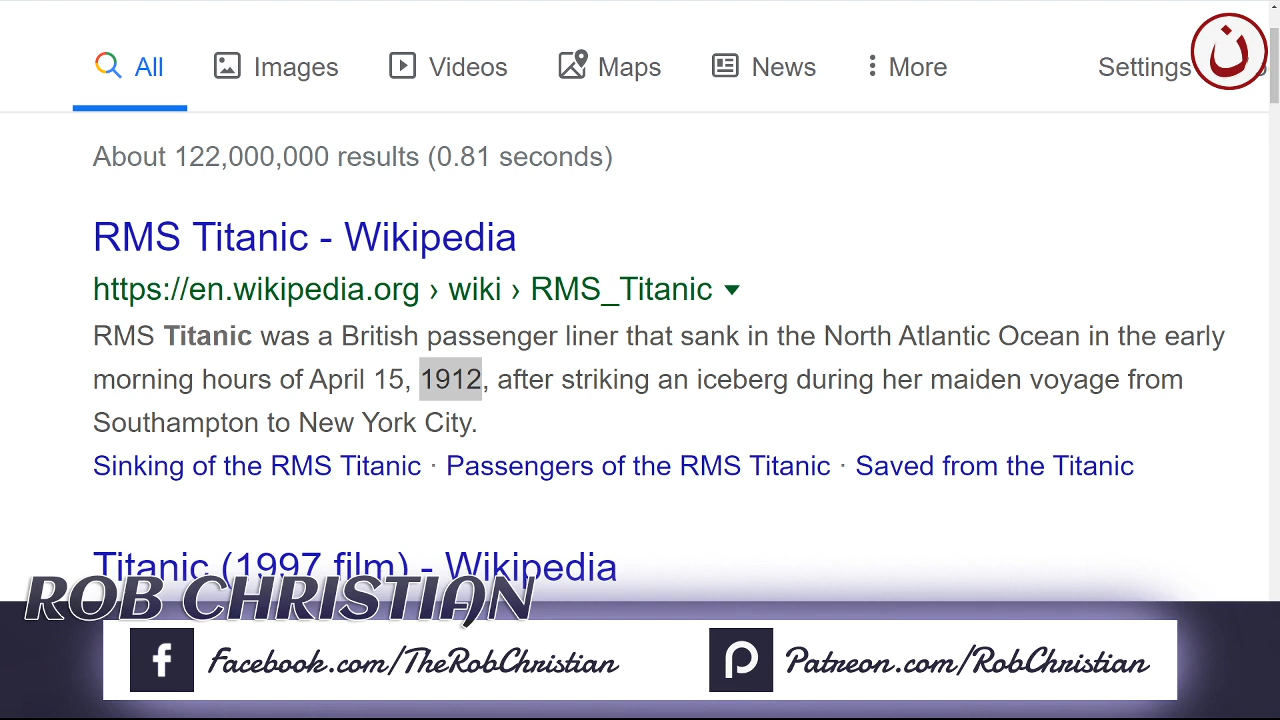 All Images Videos Maps News More Settings
ن
About 122,000,000 results (0.81 seconds)
RMS Titanic - Wikipedia
https://en.wikipedia.org › wiki › RMS_Titanic
RMS Titanic was a British passenger liner that sank in the North Atlantic Ocean in the early
morning hours of April 15, 1912, after striking an iceberg during her maiden voyage from
Southampton to New York City.
Sinking of the RMS Titanic · Passengers of the RMS Titanic · Saved from the Titanic
Titanic (1997 film) - Wikipedia
ROB CHRISTIAN
Facebook.com/TheRobChristian
Patreon.com/RobChristian